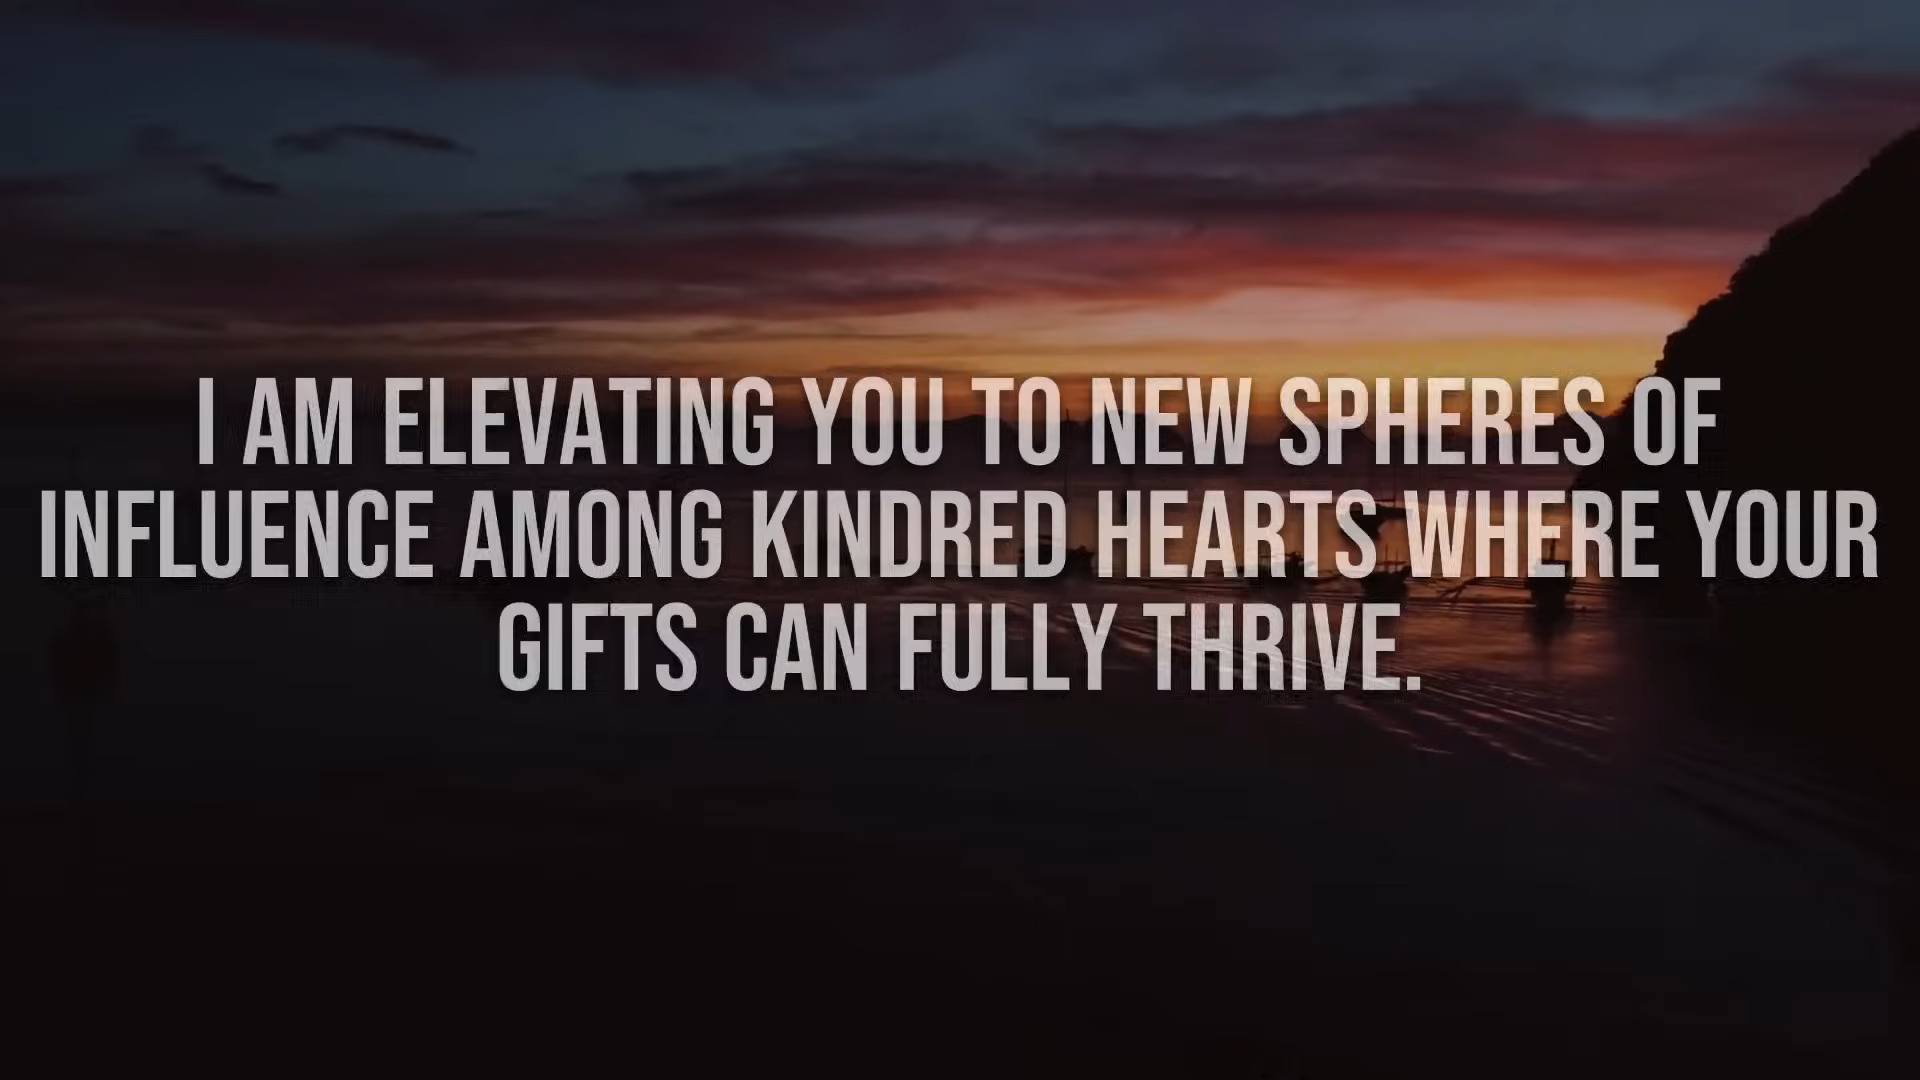 I AM ELEVATING YOU TO NEW SPHERES OF
INFLUENCE AMONG KINDRED HEARTS WHERE YOUR
GIFTS CAN FULLY THRIVE.